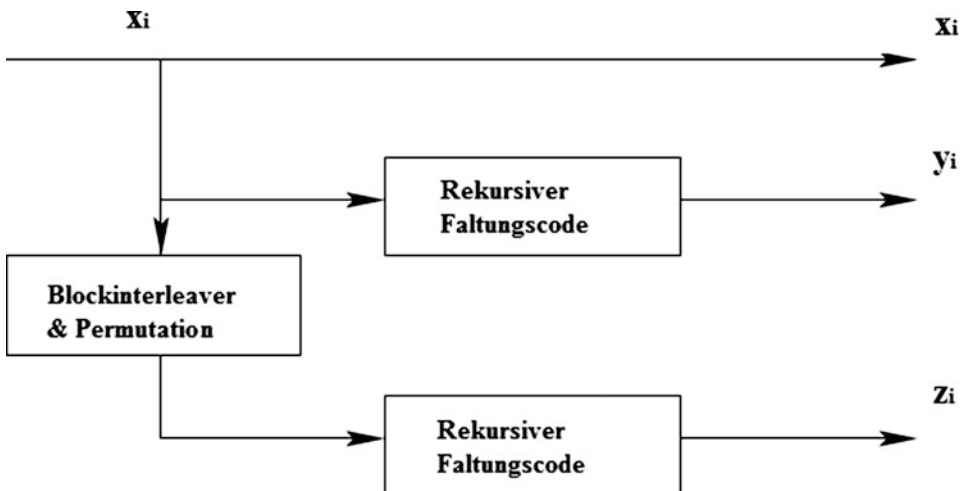 xi
xi
yi
Rekursiver
Faltungscode
Blockinterleaver
& Permutation
zi
Rekursiver
Faltungscode